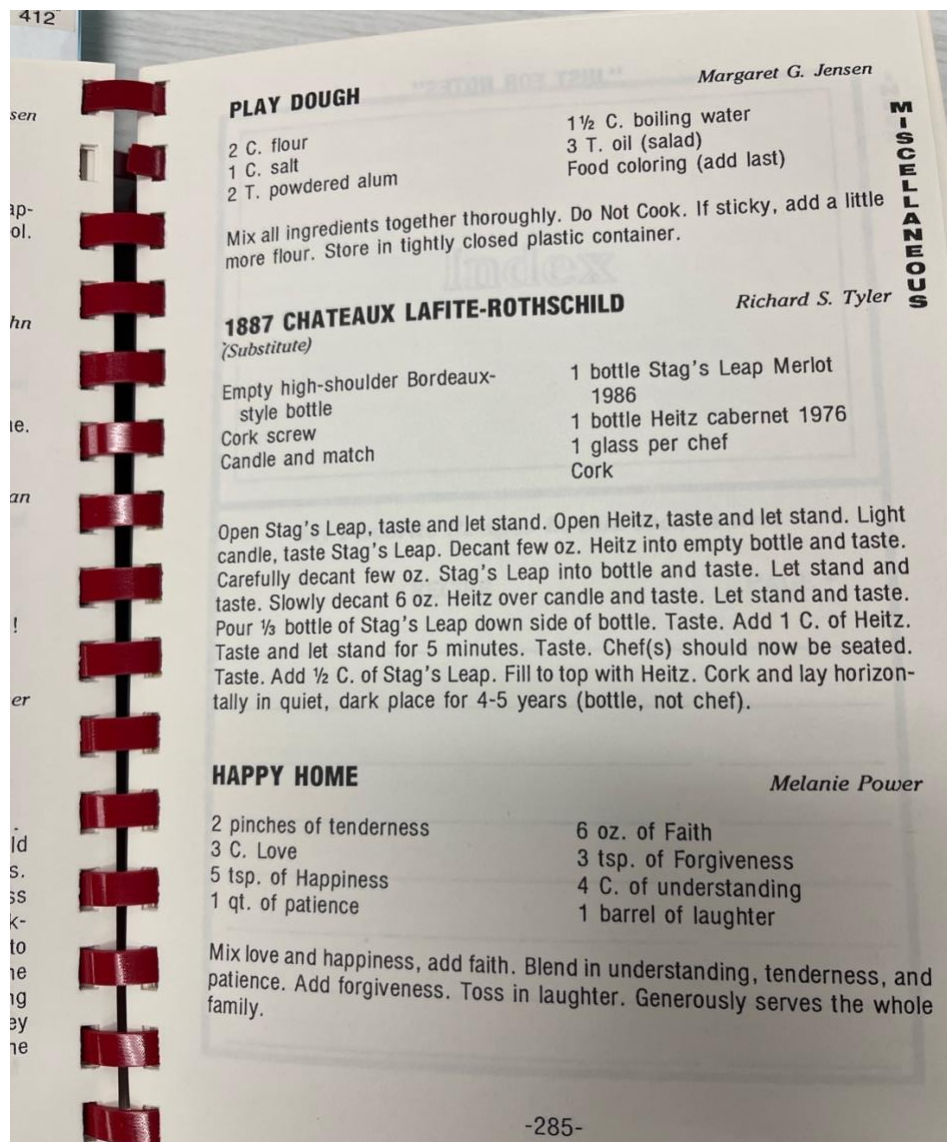 412
sen
ap-
ol.
hn
ne.
an
!
er
ld
s.
ss
k-
to
ne
ng
ey
ne
PLAY DOUGH
Margaret G. Jensen
2 C. flour
1 C. salt
2 T. powdered alum
1½ C. boiling water
3 T. oil (salad)
Food coloring (add last)
Mix all ingredients together thoroughly. Do Not Cook. If sticky, add a little
more flour. Store in tightly closed plastic container.
MISCELLANEOUS
1887 CHATEAUX LAFITE-ROTHSCHILD
Richard S. Tyler
(Substitute)
Empty high-shoulder Bordeaux-
style bottle
Cork screw
Candle and match
1 bottle Stag's Leap Merlot
1986
1 bottle Heitz cabernet 1976
1 glass per chef
Cork
Open Stag's Leap, taste and let stand. Open Heitz, taste and let stand. Light
candle, taste Stag's Leap. Decant few oz. Heitz into empty bottle and taste.
Carefully decant few oz. Stag's Leap into bottle and taste. Let stand and
taste. Slowly decant 6 oz. Heitz over candle and taste. Let stand and taste.
Pour ⅓ bottle of Stag's Leap down side of bottle. Taste. Add 1 C. of Heitz.
Taste and let stand for 5 minutes. Taste. Chef(s) should now be seated.
Taste. Add ½ C. of Stag's Leap. Fill to top with Heitz. Cork and lay horizon-
tally in quiet, dark place for 4-5 years (bottle, not chef).
HAPPY HOME
Melanie Power
2 pinches of tenderness
3 C. Love
5 tsp. of Happiness
1 qt. of patience
6 oz. of Faith
3 tsp. of Forgiveness
4 C. of understanding
1 barrel of laughter
Mix love and happiness, add faith. Blend in understanding, tenderness, and
patience. Add forgiveness. Toss in laughter. Generously serves the whole
family.
-285-